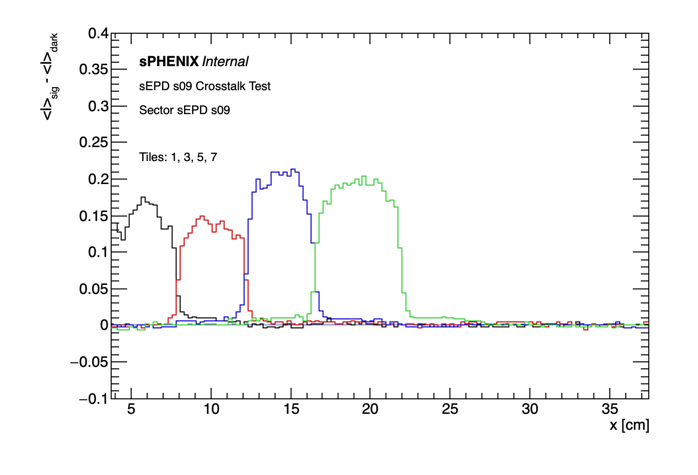 <I>sig - <I>dark
0.4
0.35
0.3
0.25
0.2
0.15
0.1
0.05
0
−0.05
−0.1
sPHENIX Internal
sEPD s09 Crosstalk Test
Sector sEPD s09
Tiles: 1, 3, 5, 7
5 10 15 20 25 30 35
x [cm]